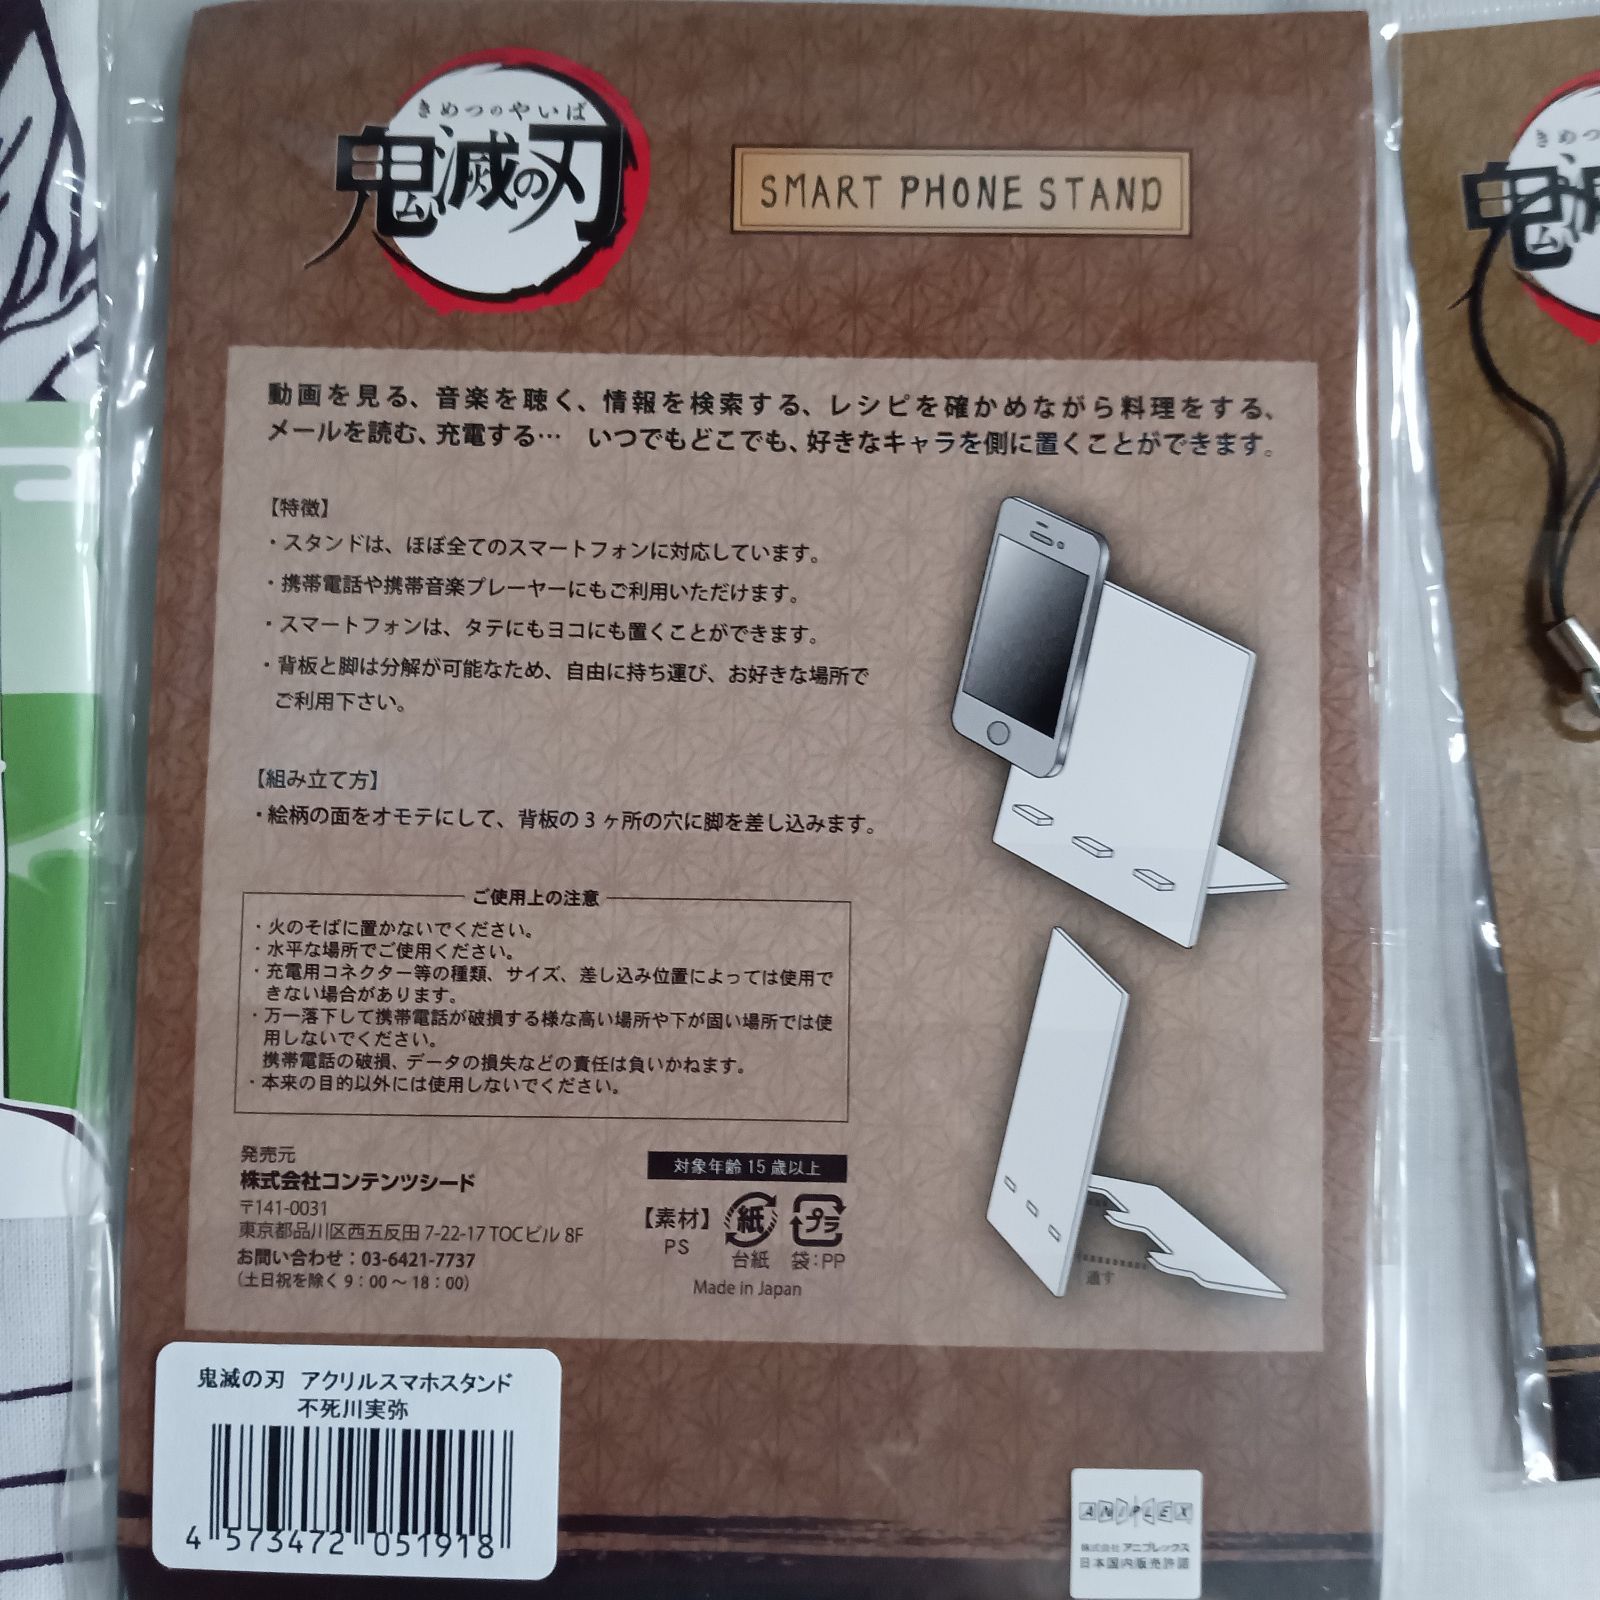 きめつのやいば
鬼滅の刃
SMART PHONE STAND
動画を見る、音楽を聴く、情報を検索する、レシピを確かめながら料理をする、
メールを読む、充電する… いつでもどこでも、好きなキャラを側に置くことができます。
【特徴】
・スタンドは、ほぼ全てのスマートフォンに対応しています。
・携帯電話や携帯音楽プレーヤーにもご利用いただけます。
・スマートフォンは、タテにもヨコにも置くことができます。
・背板と脚は分解が可能なため、自由に持ち運び、お好きな場所で
ご利用下さい。
【組み立て方】
・絵柄の面をオモテにして、背板の3ヶ所の穴に脚を差し込みます。
ご使用上の注意
・火のそばに置かないでください。
・水平な場所でご使用ください。
・充電用コネクター等の種類、サイズ、差し込み位置によっては使用で
きない場合があります。
・万一落下して携帯電話が破損する様な高い場所や下が固い場所では使
用しないでください。
携帯電話の破損、データの損失などの責任は負いかねます。
・本来の目的以外には使用しないでください。
通す
発売元
株式会社コンテンツシード
〒141-0031
東京都品川区西五反田 7-22-17 TOCビル 8F
お問い合わせ：03-6421-7737
（土日祝を除く 9：00～18：00）
対象年齢 15 歳以上
【素材】
PS
紙
台紙
プラ
袋：PP
Made in Japan
鬼滅の刃 アクリルスマホスタンド
不死川実弥
4 573472 051918
ANIPLEX
株式会社 アニプレックス
日本国内販売許諾
きめつ
鬼滅